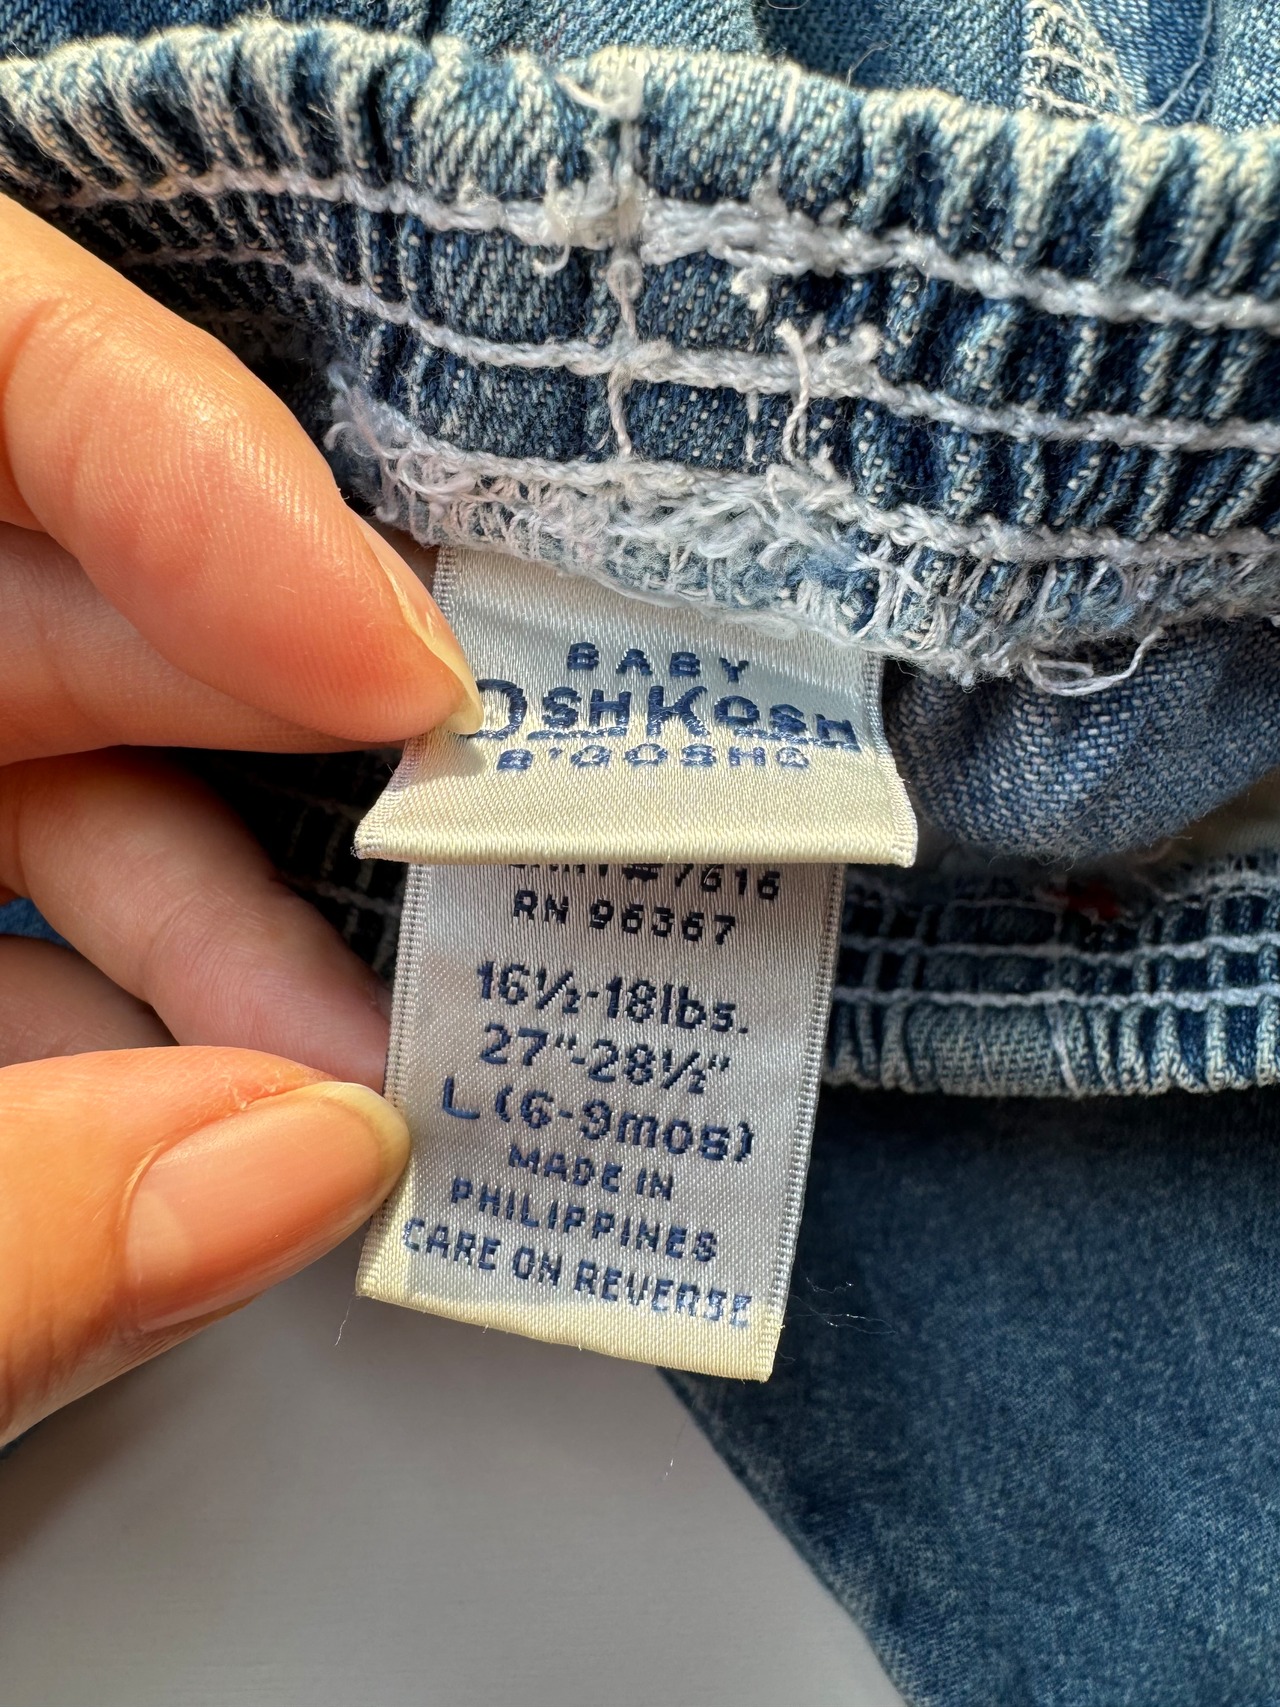 BABY
OSHKOSH
B'GOSH®
7616
RN 96367
16½-18lbs.
27"-28½"
L (6-9mos)
MADE IN
PHILIPPINES
CARE ON REVERSE